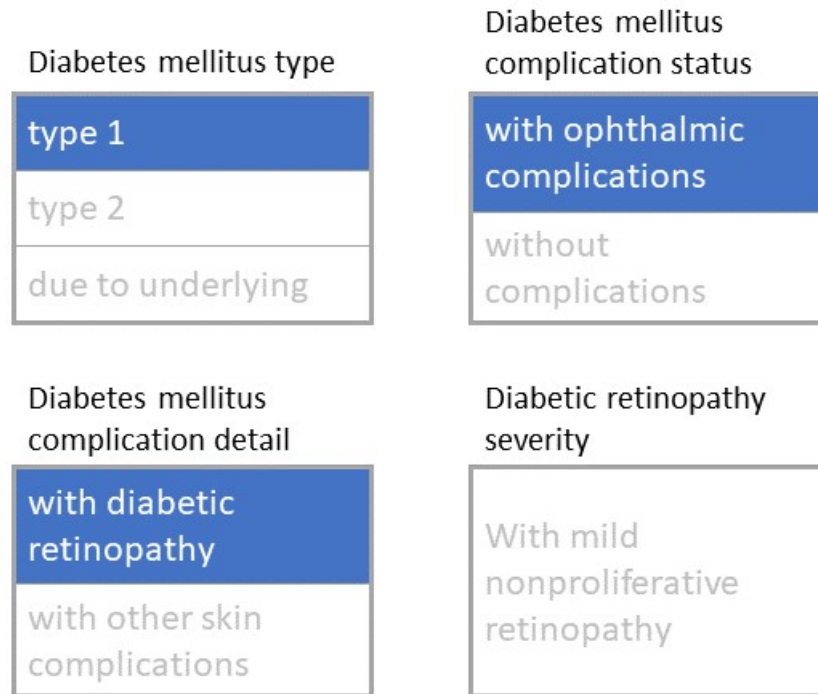 Diabetes mellitus type
type 1
type 2
due to underlying
Diabetes mellitus
complication status
with ophthalmic
complications
without
complications
Diabetes mellitus
complication detail
with diabetic
retinopathy
with other skin
complications
Diabetic retinopathy
severity
With mild
nonproliferative
retinopathy